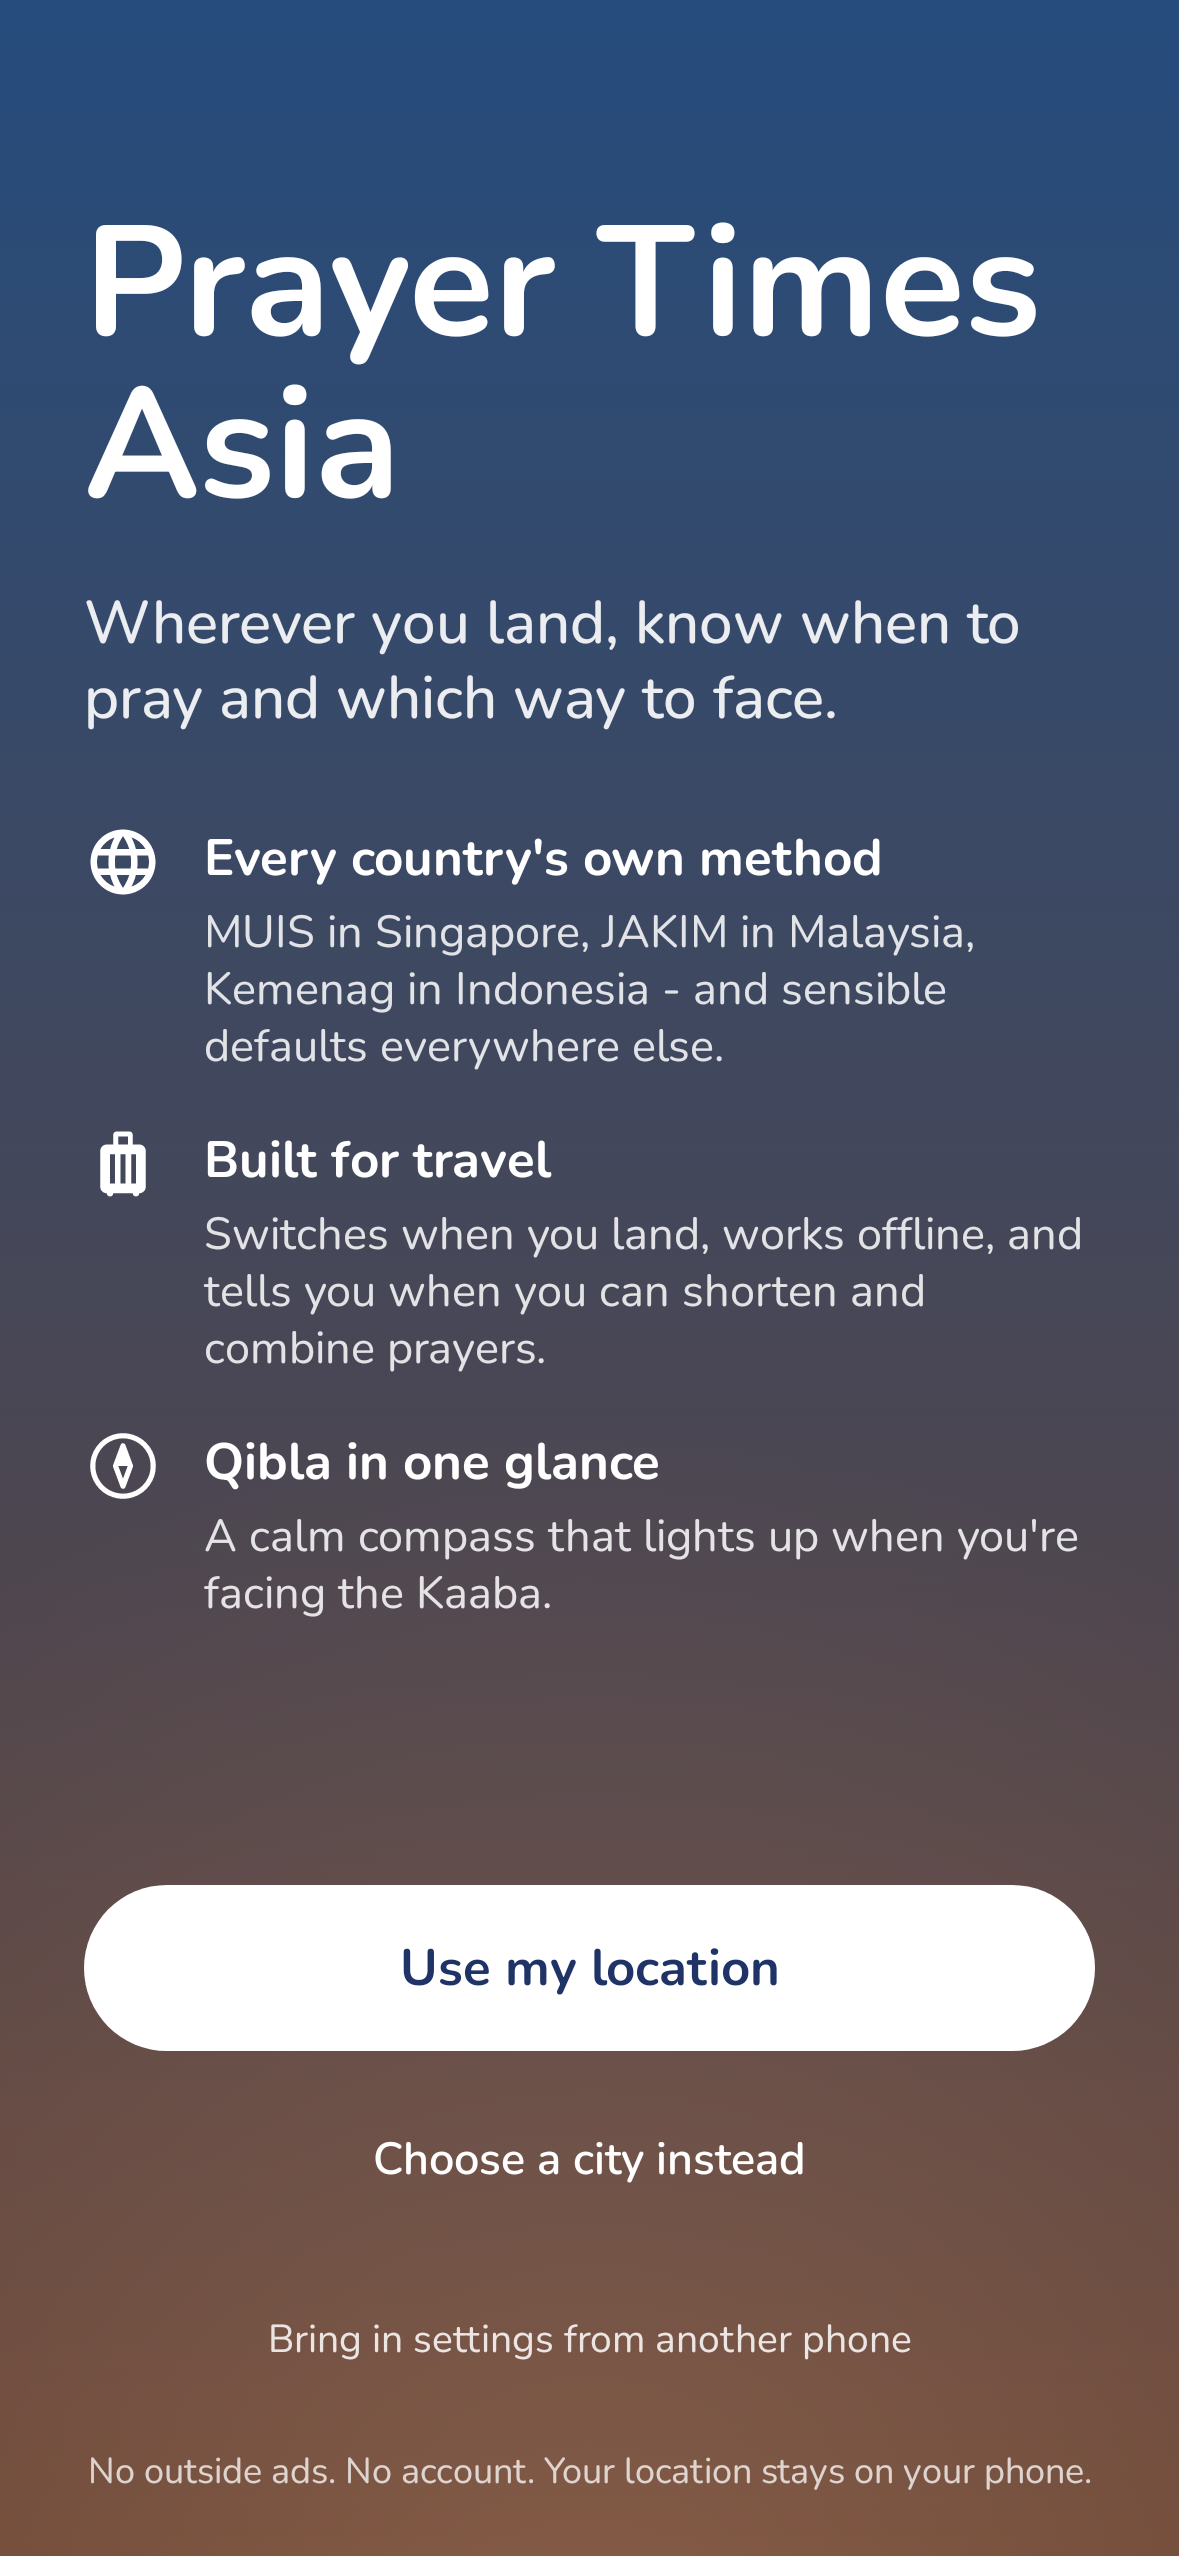 Prayer Times
Asia
Wherever you land, know when to
pray and which way to face.
Every country's own method
MUIS in Singapore, JAKIM in Malaysia,
Kemenag in Indonesia - and sensible
defaults everywhere else.
Built for travel
Switches when you land, works offline, and
tells you when you can shorten and
combine prayers.
Qibla in one glance
A calm compass that lights up when you're
facing the Kaaba.
Use my location
Choose a city instead
Bring in settings from another phone
No outside ads. No account. Your location stays on your phone.